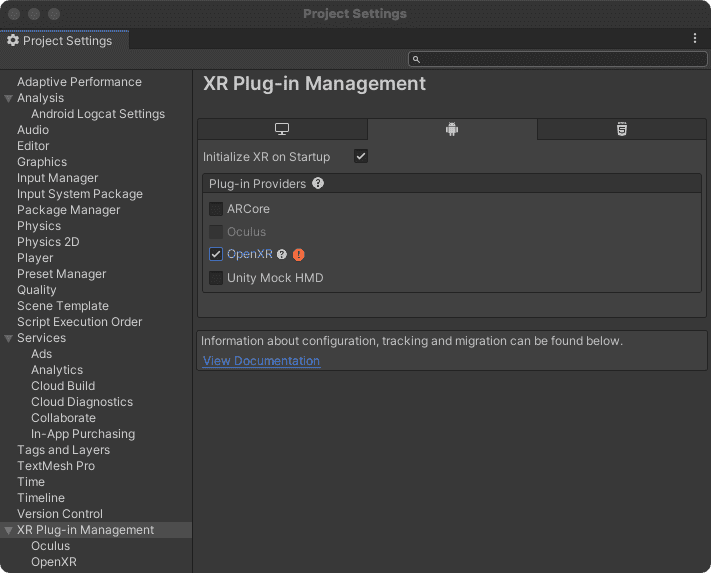 Project Settings
Project Settings
Adaptive Performance
Analysis
Android Logcat Settings
Audio
Editor
Graphics
Input Manager
Input System Package
Package Manager
Physics
Physics 2D
Player
Preset Manager
Quality
Scene Template
Script Execution Order
Services
Ads
Analytics
Cloud Build
Cloud Diagnostics
Collaborate
In-App Purchasing
Tags and Layers
TextMesh Pro
Time
Timeline
Version Control
XR Plug-in Management
Oculus
OpenXR
XR Plug-in Management
Initialize XR on Startup
Plug-in Providers
ARCore
Oculus
OpenXR
Unity Mock HMD
Information about configuration, tracking and migration can be found below.
View Documentation